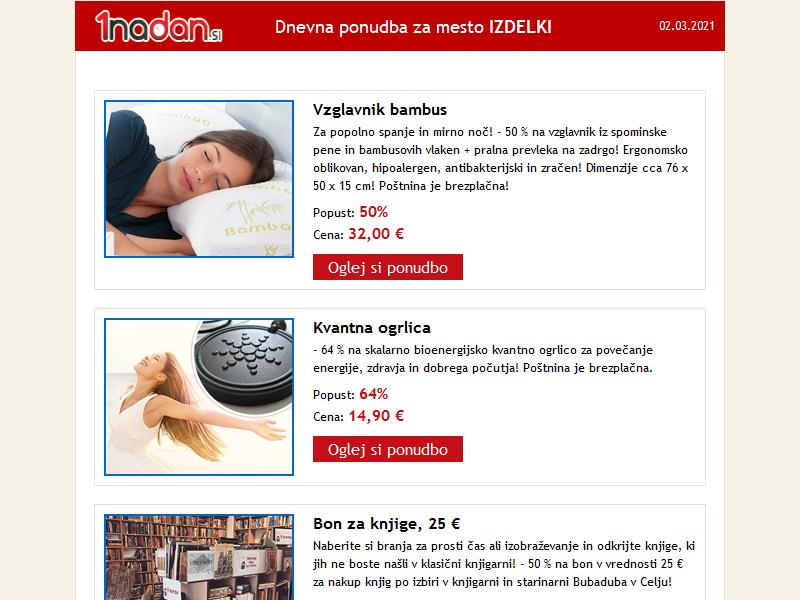 1nadan.si
Dnevna ponudba za mesto IZDELKI
02.03.2021
Vzglavnik bambus
Za popolno spanje in mirno noč! - 50 % na vzglavnik iz spominske
pene in bambusovih vlaken + pralna prevleka na zadrgo! Ergonomsko
oblikovan, hipoalergen, antibakterijski in zračen! Dimenzije cca 76 x
50 x 15 cm! Poštnina je brezplačna!
Popust: 50%
Cena: 32,00 €
Oglej si ponudbo
Bamboo
Kvantna ogrlica
- 64 % na skalarno bioenergijsko kvantno ogrlico za povečanje
energije, zdravja in dobrega počutja! Poštnina je brezplačna.
Popust: 64%
Cena: 14,90 €
Oglej si ponudbo
Bon za knjige, 25 €
Naberite si branja za prosti čas ali izobraževanje in odkrijte knjige, ki
jih ne boste našli v klasični knjigarni! - 50 % na bon v vrednosti 25 €
za nakup knjig po izbiri v knjigarni in starinarni Bubaduba v Celju!